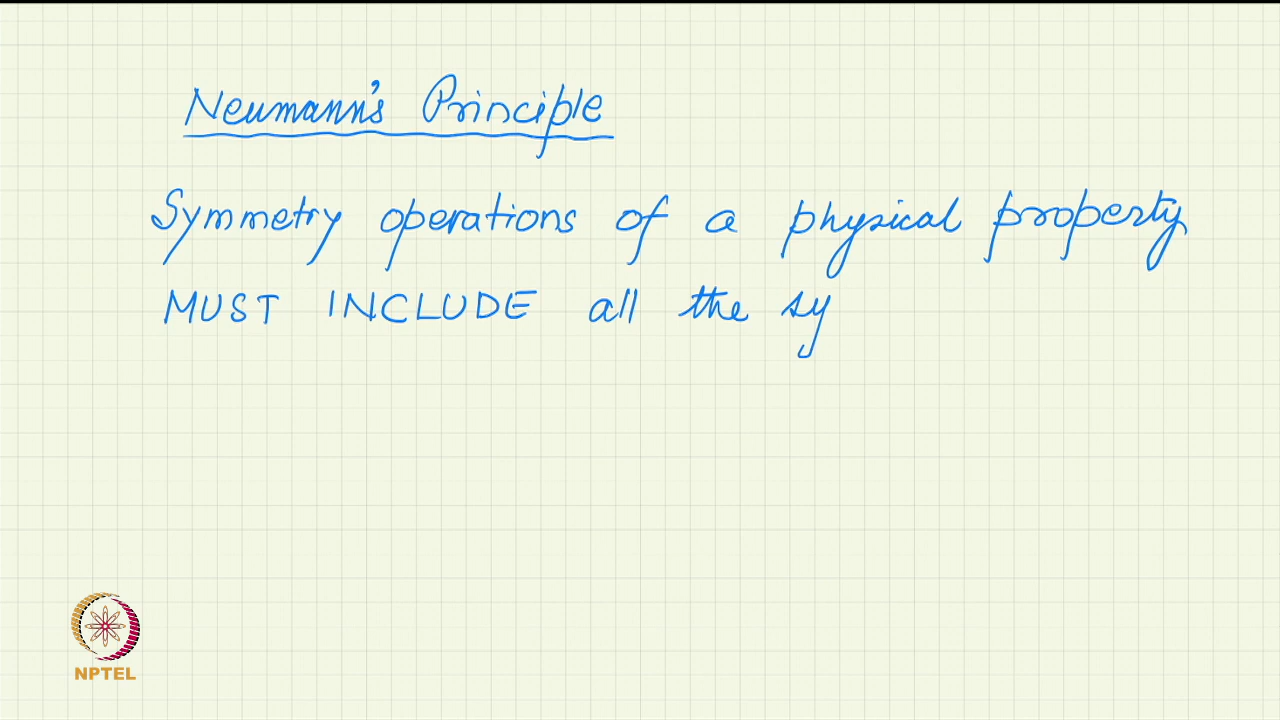 Neumann's Principle
Symmetry operations of a physical property
MUST INCLUDE all the sy
NPTEL